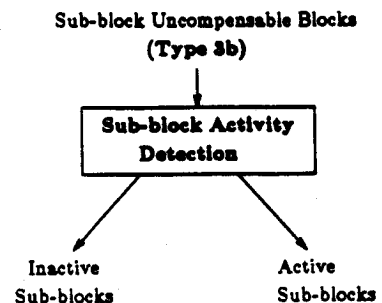 Sub-block Uncompensable Blocks
(Type 3b)
Sub-block Activity
Detection
Inactive
Sub-blocks
Active
Sub-blocks